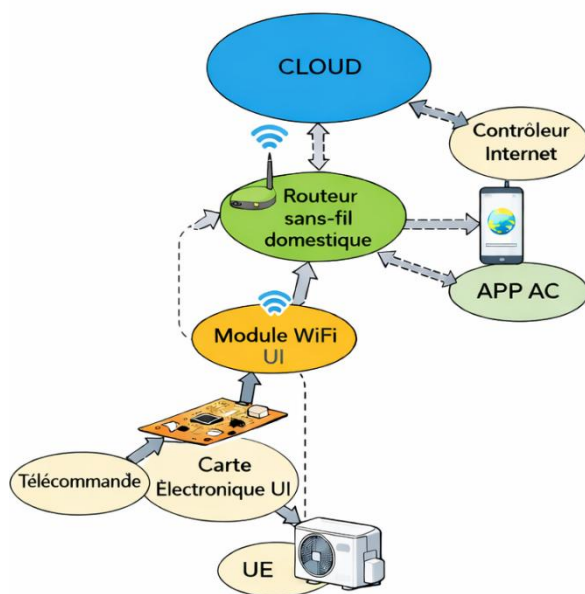 CLOUD
Contrôleur
Internet
Routeur
sans-fil
domestique
APP AC
Module WiFi
UI
Télécommande
Carte
Électronique UI
UE